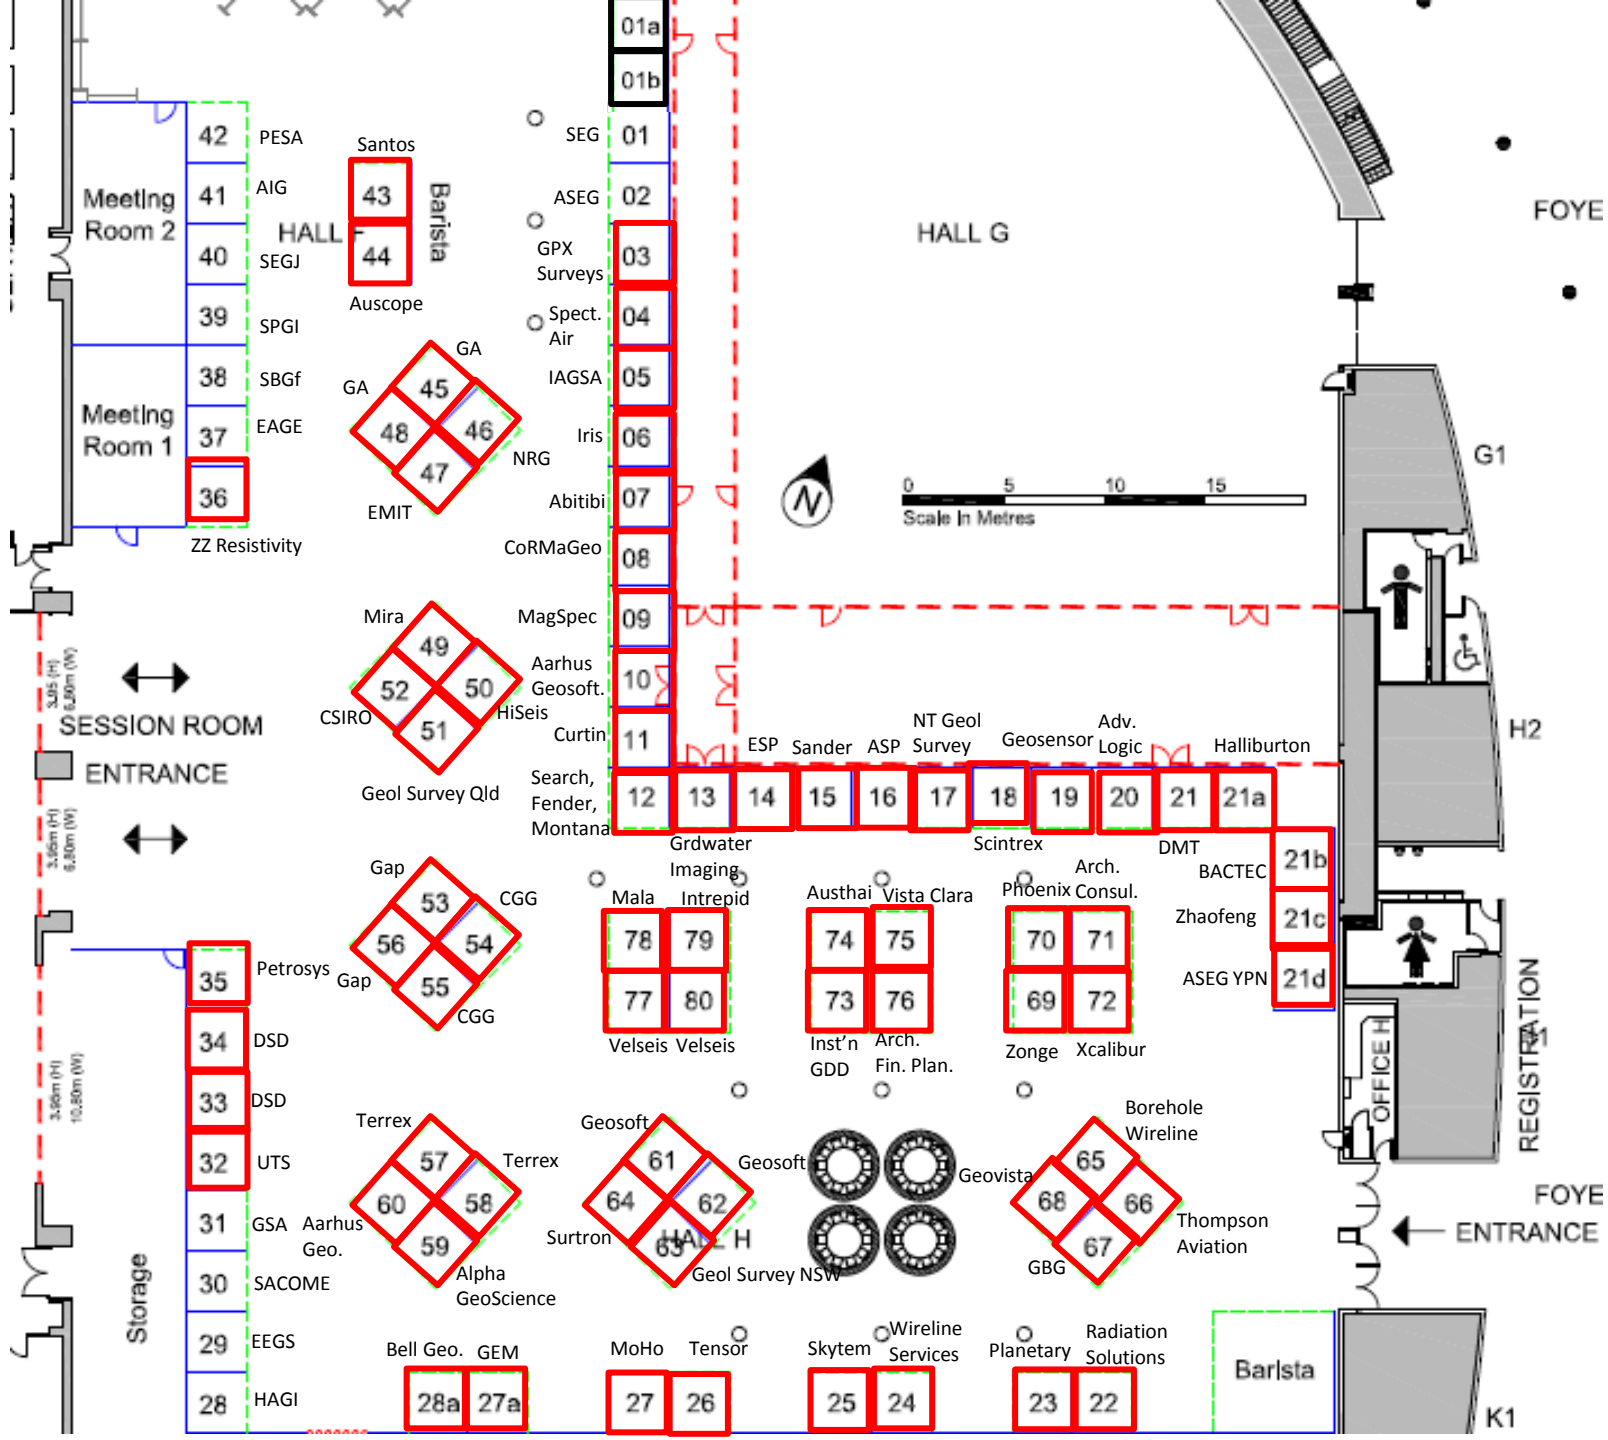 01a
01b
42
PESA
41
AIG
40
SEGJ
39
SPGI
38
SBGf
37
EAGE
36
ZZ Resistivity
Meeting
Room 2
Meeting
Room 1
Santos
43
44
Auscope
Barista
HALL F
SEG
01
ASEG
02
GPX
Surveys
03
Spect.
Air
04
IAGSA
05
Iris
06
Abitibi
07
CoRMaGeo
08
MagSpec
09
Aarhus
Geosoft.
10
Curtin
11
Search,
Fender,
Montana
12
HALL G
FOYE
G1
H2
N
0 5 10 15
Scale In Metres
GA
GA
45
46
48
47
NRG
EMIT
Mira
49
50
52
51
CSIRO
HiSeis
Geol Survey Qld
3.95 (H)
6.80m (W)
SESSION ROOM
ENTRANCE
3.95m (H)
6.80m (W)
3.95m (H)
10.80m (W)
13
Grdwater
Imaging
ESP
14
Sander
15
ASP
16
NT Geol
Survey
17
18
Scintrex
Geosensor
19
Adv.
Logic
20
21
DMT
Halliburton
21a
BACTEC
21b
Zhaofeng
21c
ASEG YPN
21d
Gap
53
CGG
54
56
55
Gap
CGG
Mala
Intrepid
78
79
77
80
Velseis
Velseis
Austhai
Vista Clara
74
75
73
76
Inst'n
GDD
Arch.
Fin. Plan.
Phoenix
Arch.
Consul.
70
71
69
72
Zonge
Xcalibur
35
Petrosys
34
DSD
33
DSD
32
UTS
31
GSA
30
SACOME
29
EEGS
28
HAGI
Storage
Terrex
57
Terrex
58
60
59
Aarhus
Geo.
Alpha
GeoScience
Geosoft
61
Geosoft
62
64
63
Surtron
HALL H
Geol Survey NSW
Geovista
Borehole
Wireline
65
66
68
67
GBG
Thompson
Aviation
OFFICE H
REGISTRATION
FOYE
ENTRANCE
Bell Geo.
28a
GEM
27a
MoHo
27
Tensor
26
Skytem
25
Wireline
Services
24
Planetary
23
Radiation
Solutions
22
Barista
K1